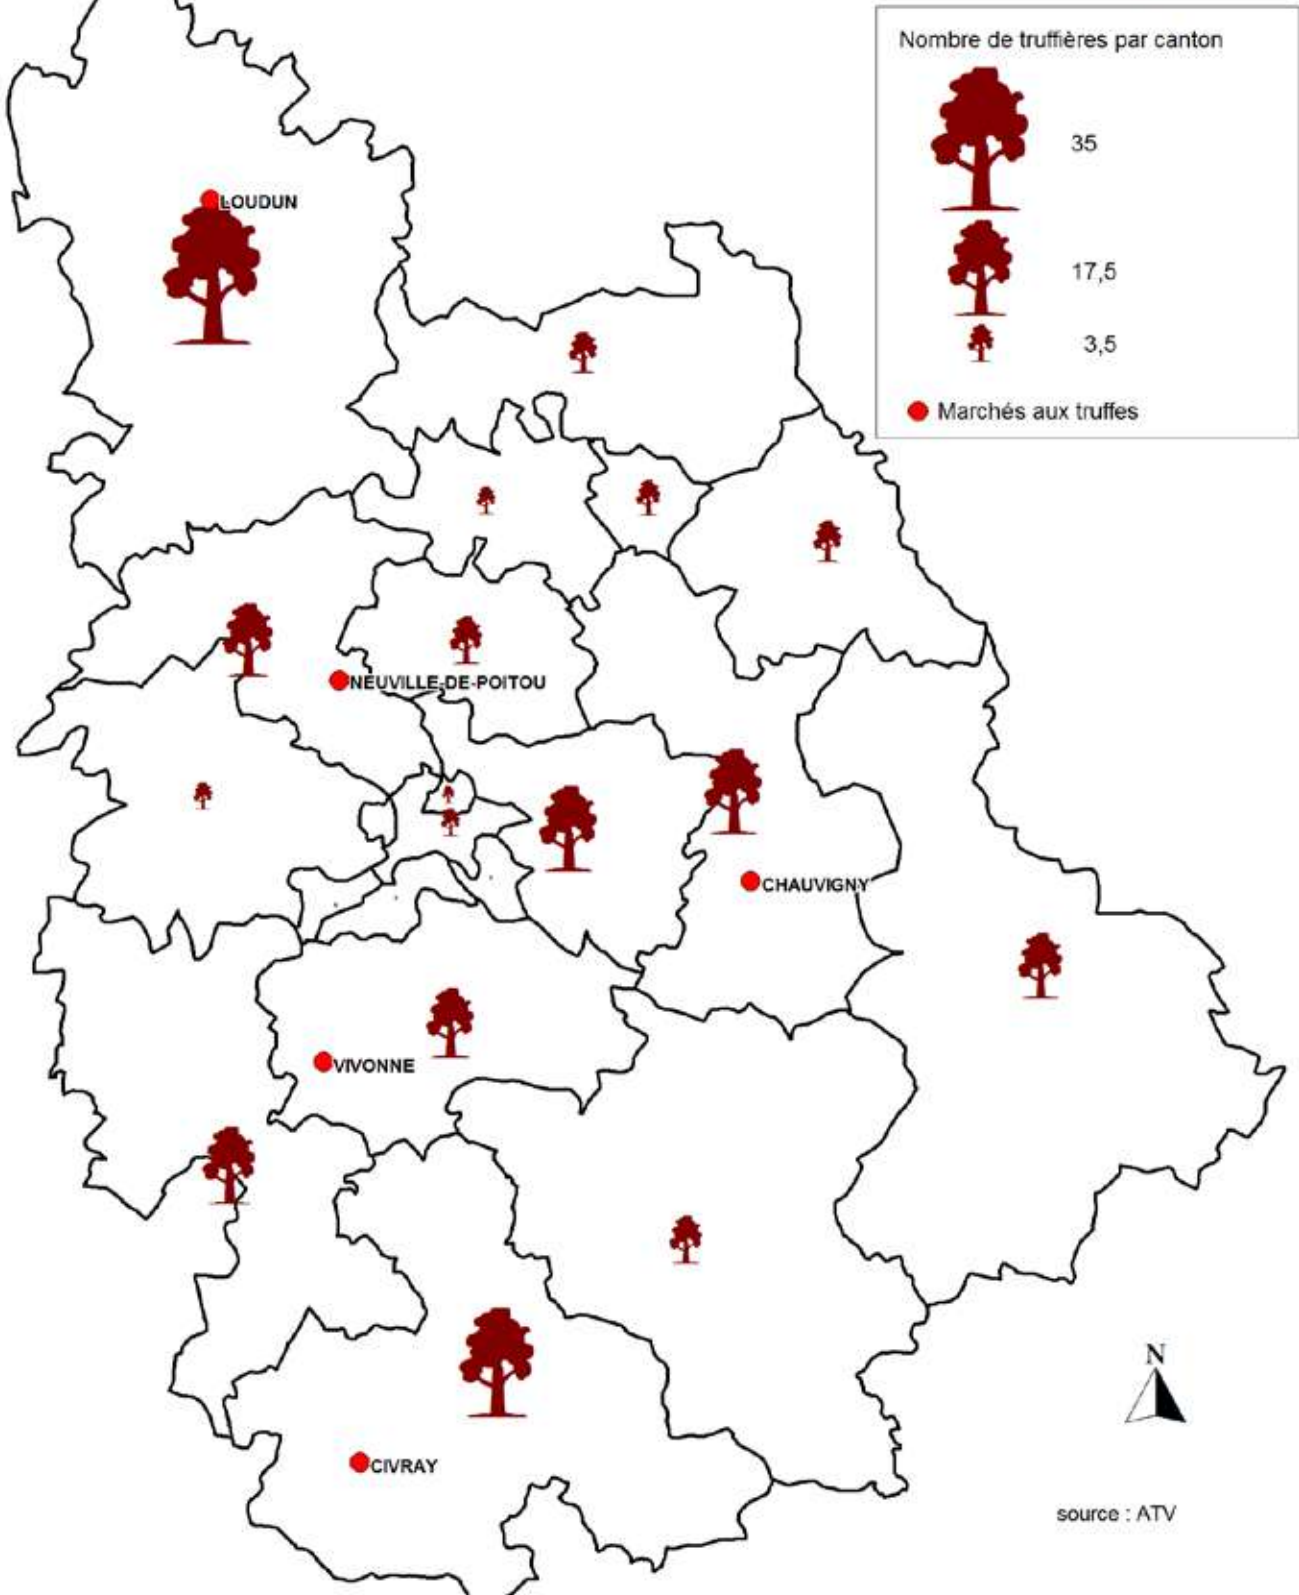 Nombre de truffières par canton
35
17,5
3,5
Marchés aux truffes
LOUDUN
NEUVILLE-DE-POITOU
CHAUVIGNY
VIVONNE
CIVRAY
N
source : ATV